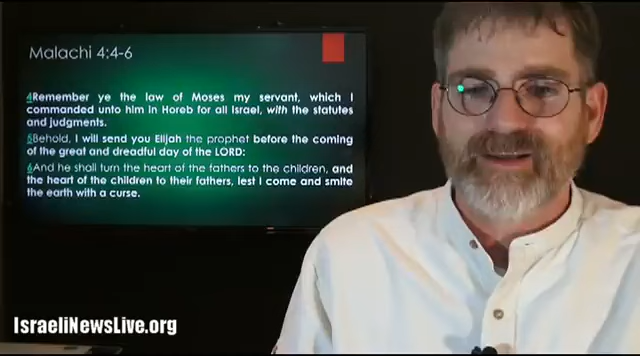 Malachi 4:4-6
4Remember ye the law of Moses my servant, which I
commanded unto him in Horeb for all Israel, with the statutes
and judgments.
5Behold, I will send you Elijah the prophet before the coming
of the great and dreadful day of the LORD:
6And he shall turn the heart of the fathers to the children, and
the heart of the children to their fathers, lest I come and smite
the earth with a curse.
IsraeliNewsLive.org